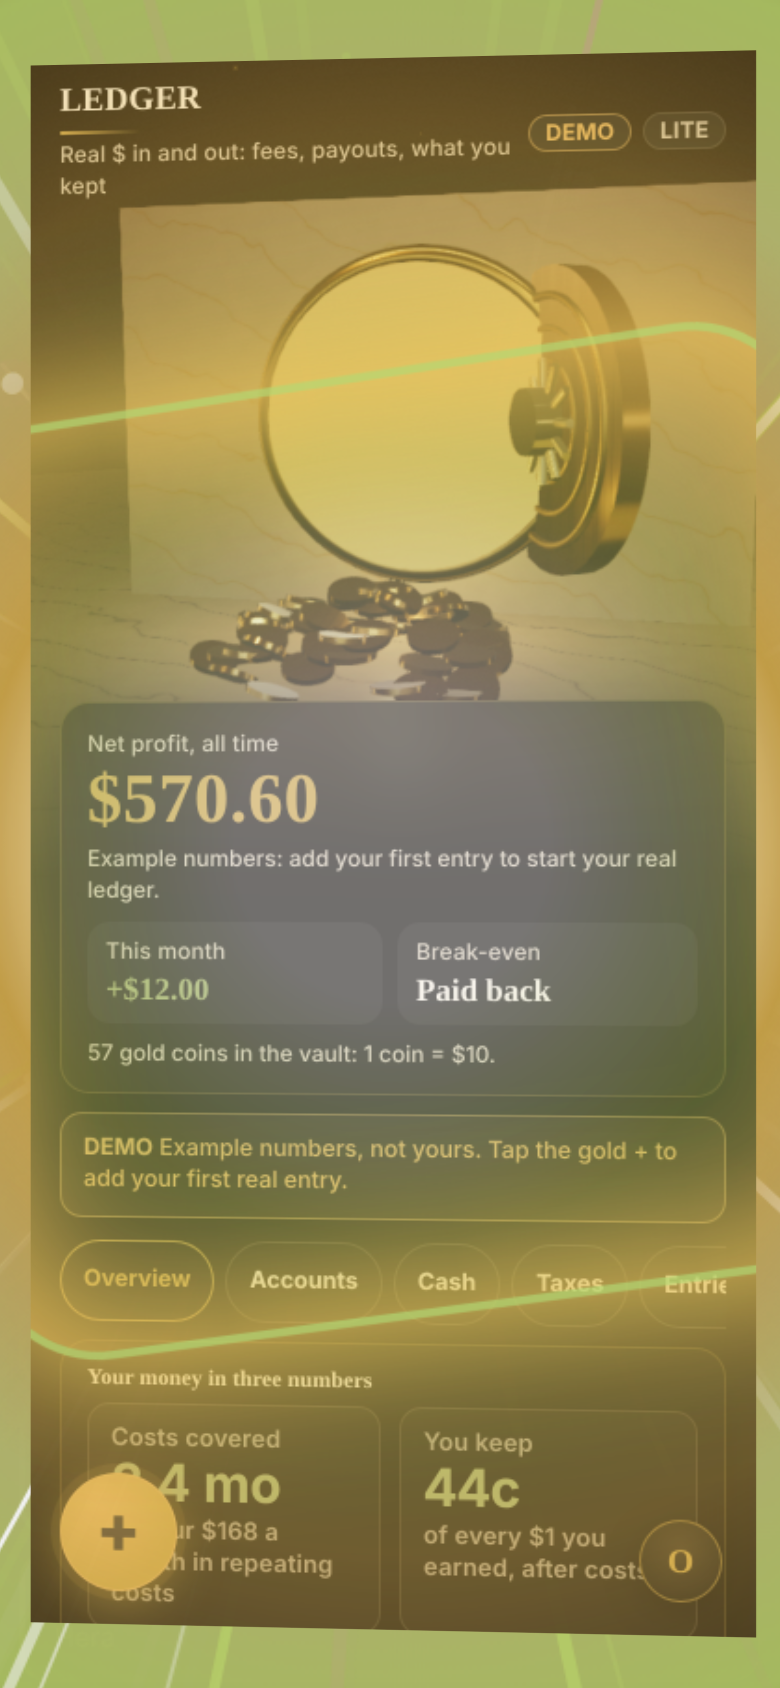 LEDGER
Real $ in and out: fees, payouts, what you
kept
DEMO
LITE
Net profit, all time
$570.60
Example numbers: add your first entry to start your real
ledger.
This month
+$12.00
Break-even
Paid back
57 gold coins in the vault: 1 coin = $10.
DEMO Example numbers, not yours. Tap the gold + to
add your first real entry.
Overview
Accounts
Cash
Taxes
Your money in three numbers
Costs covered
4 mo
$168 a
in repeating
costs
You keep
44c
of every $1 you
earned, after costs
+
O